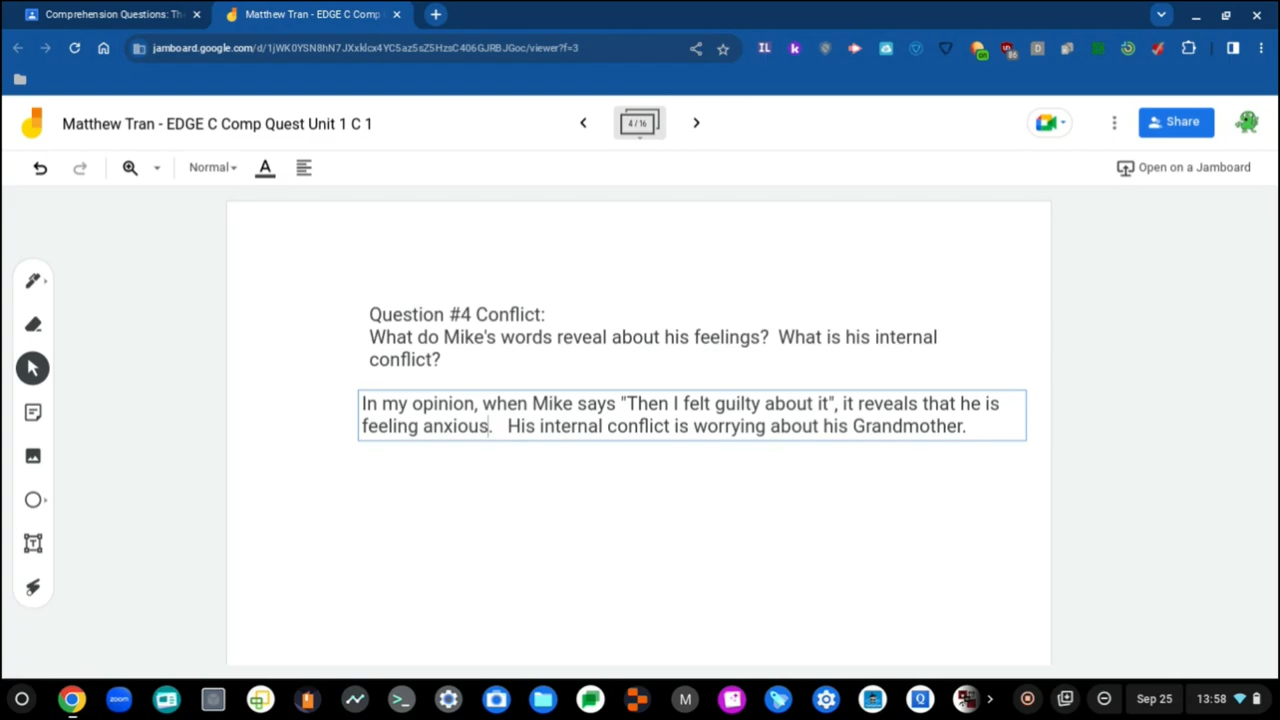 Comprehension Questions: Th
Matthew Tran - EDGE C Comp
jamboard.google.com/d/1jWK0YSN8hN7JXxklcx4YC5az5sZ5HzsC406GJRBJGoc/viewer?f=3
Matthew Tran - EDGE C Comp Quest Unit 1 C 1
4 / 16
Share
Normal
A
Open on a Jamboard
Question #4 Conflict:
What do Mike's words reveal about his feelings?  What is his internal
conflict?
In my opinion, when Mike says "Then I felt guilty about it", it reveals that he is
feeling anxious.   His internal conflict is worrying about his Grandmother.
zoom
M
Q
Sep 25
13:58